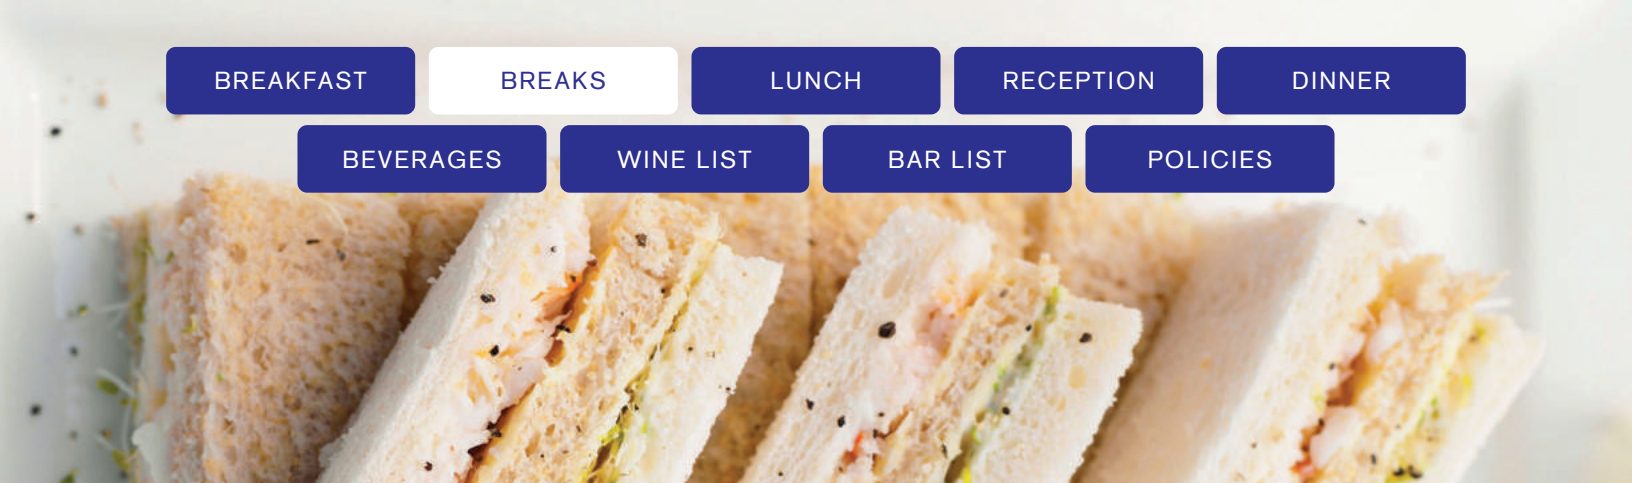 BREAKFAST BREAKS LUNCH RECEPTION DINNER
BEVERAGES WINE LIST BAR LIST POLICIES